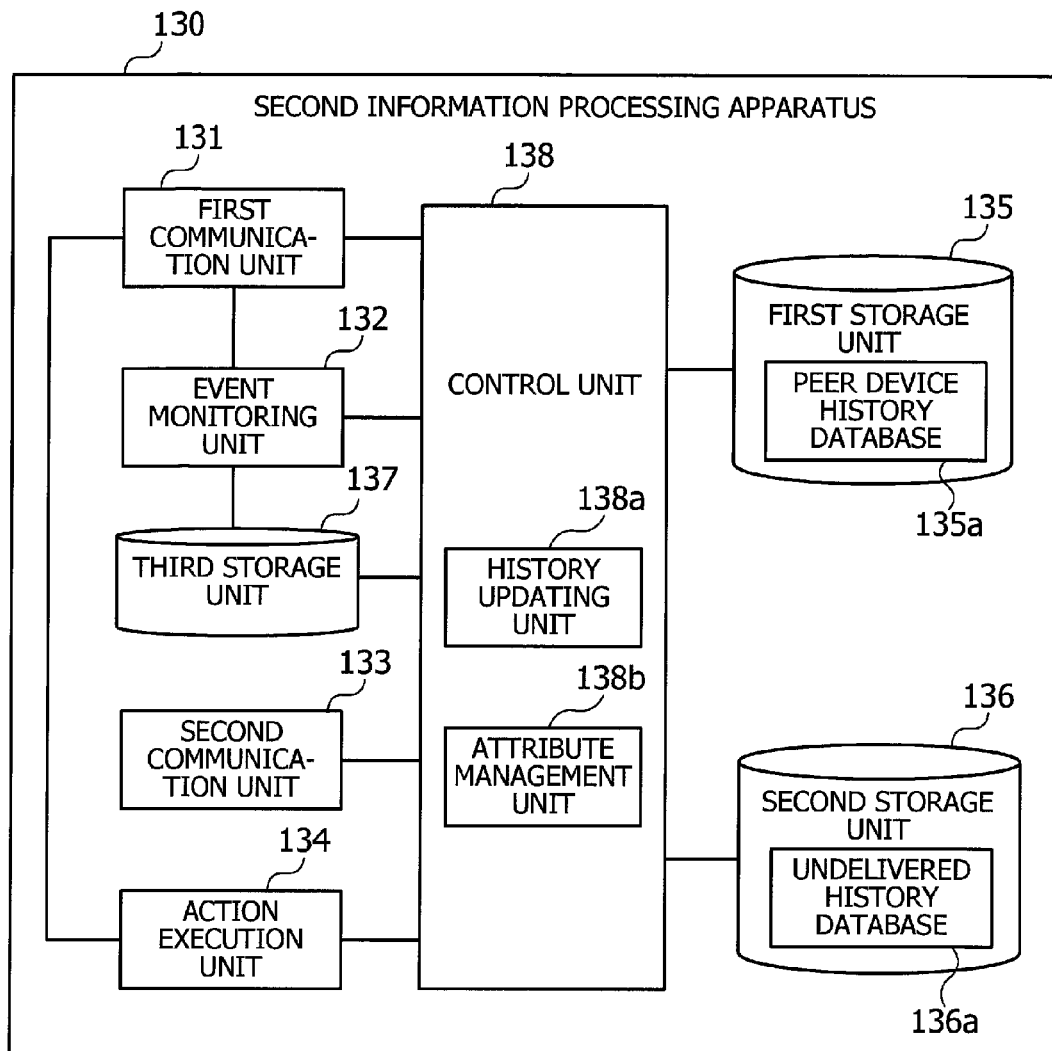 130
SECOND INFORMATION PROCESSING APPARATUS
131
FIRST
COMMUNICA-
TION UNIT
132
EVENT
MONITORING
UNIT
137
THIRD STORAGE
UNIT
133
SECOND
COMMUNICA-
TION UNIT
134
ACTION
EXECUTION
UNIT
138
CONTROL UNIT
138a
HISTORY
UPDATING
UNIT
138b
ATTRIBUTE
MANAGEMENT
UNIT
135
FIRST STORAGE
UNIT
PEER DEVICE
HISTORY
DATABASE
135a
136
SECOND STORAGE
UNIT
UNDELIVERED
HISTORY
DATABASE
136a